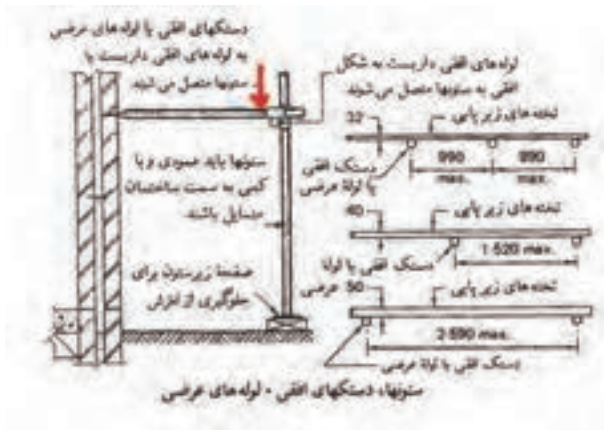 دستکهای افقی یا لوله های عرضی
به لوله های افقی داربست یا
ستونها متصل می شوند
لوله های افقی داربست به شکل
افقی به ستونها متصل می شوند
ستونها باید عمودی و یا
کمی به سمت ساختمان
متمایل باشند
صفحهٔ زیرستون برای
جلوگیری از لغزش
32
تخته های زیر پایی
دستک افقی
یا لولهٔ عرضی
990
max.
990
max.
40
تخته های زیر پایی
دستک افقی یا لولهٔ
عرضی
1 520 max.
50
تخته های زیر پایی
2 590 max.
دستک افقی یا لولهٔ عرضی
ستونها، دستکهای افقی - لوله های عرضی